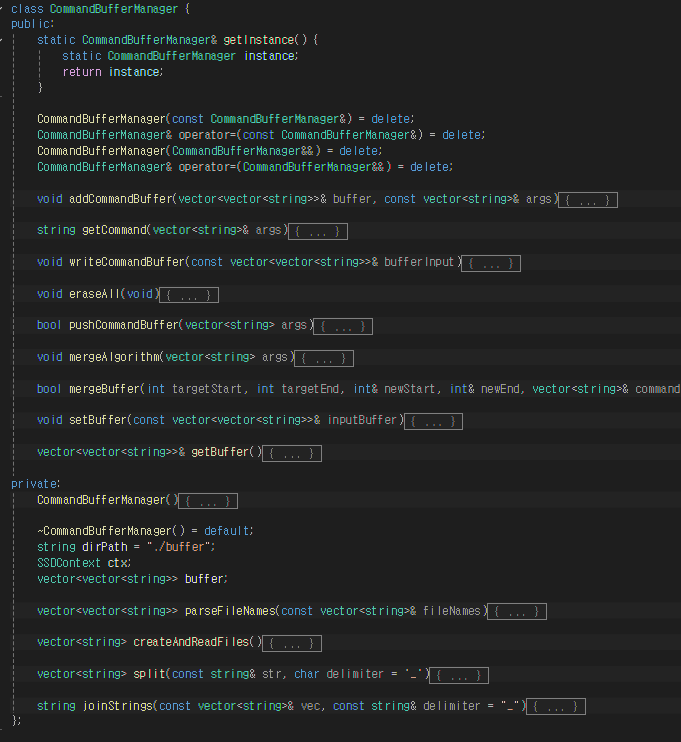 class CommandBufferManager {
public:
static CommandBufferManager& getInstance() {
static CommandBufferManager instance;
return instance;
}
CommandBufferManager(const CommandBufferManager&) = delete;
CommandBufferManager& operator=(const CommandBufferManager&) = delete;
CommandBufferManager(CommandBufferManager&&) = delete;
CommandBufferManager& operator=(CommandBufferManager&&) = delete;
void addCommandBuffer(vector<vector<string>>& buffer, const vector<string>& args){ ... }
string getCommand(vector<string>& args){ ... }
void writeCommandBuffer(const vector<vector<string>>& bufferInput){ ... }
void eraseAll(void){ ... }
bool pushCommandBuffer(vector<string> args){ ... }
void mergeAlgorithm(vector<string> args){ ... }
bool mergeBuffer(int targetStart, int targetEnd, int& newStart, int& newEnd, vector<string>& command
void setBuffer(const vector<vector<string>>& inputBuffer){ ... }
vector<vector<string>>& getBuffer(){ ... }
private:
CommandBufferManager(){ ... }
~CommandBufferManager() = default;
string dirPath = "./buffer";
SSDContext ctx;
vector<vector<string>> buffer;
vector<vector<string>> parseFileNames(const vector<string>& fileNames){ ... }
vector<string> createAndReadFiles(){ ... }
vector<string> split(const string& str, char delimiter = '_'){ ... }
string joinStrings(const vector<string>& vec, const string& delimiter = "_"){ ... }
};